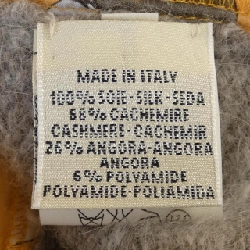 MADE IN ITALY
100% SOIE-SILK-SEDA
68% CACHEMIRE
CASHMERE-CACHEMIR
26% ANGORA-ANGORA
ANGORA
6% POLYAMIDE
POLYAMIDE-POLIAMIDA